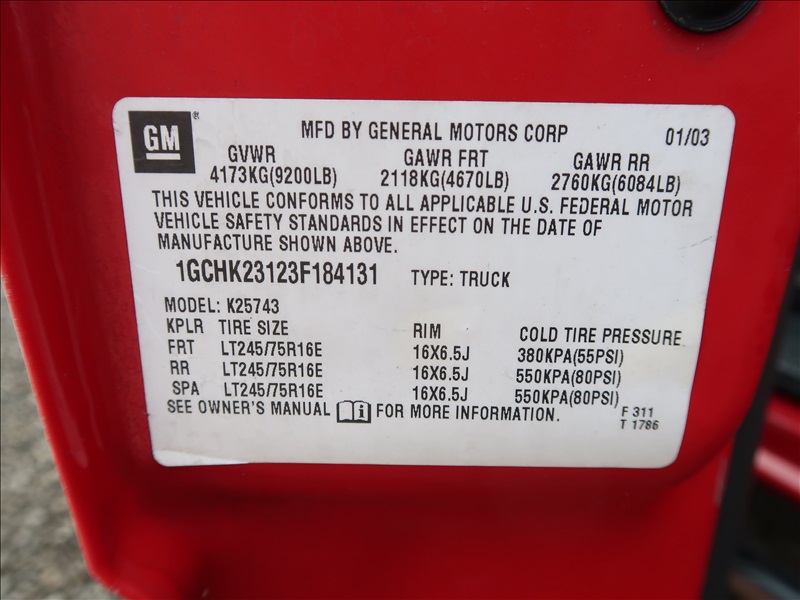 GM ®
MFD BY GENERAL MOTORS CORP 01/03
GVWR GAWR FRT GAWR RR
4173KG(9200LB) 2118KG(4670LB) 2760KG(6084LB)
THIS VEHICLE CONFORMS TO ALL APPLICABLE U.S. FEDERAL MOTOR
VEHICLE SAFETY STANDARDS IN EFFECT ON THE DATE OF
MANUFACTURE SHOWN ABOVE.
1GCHK23123F184131 TYPE: TRUCK
MODEL: K25743
KPLR TIRE SIZE RIM COLD TIRE PRESSURE
FRT LT245/75R16E 16X6.5J 380KPA(55PSI)
RR LT245/75R16E 16X6.5J 550KPA(80PSI)
SPA LT245/75R16E 16X6.5J 550KPA(80PSI)
SEE OWNER'S MANUAL i FOR MORE INFORMATION.
F 311
T 1786